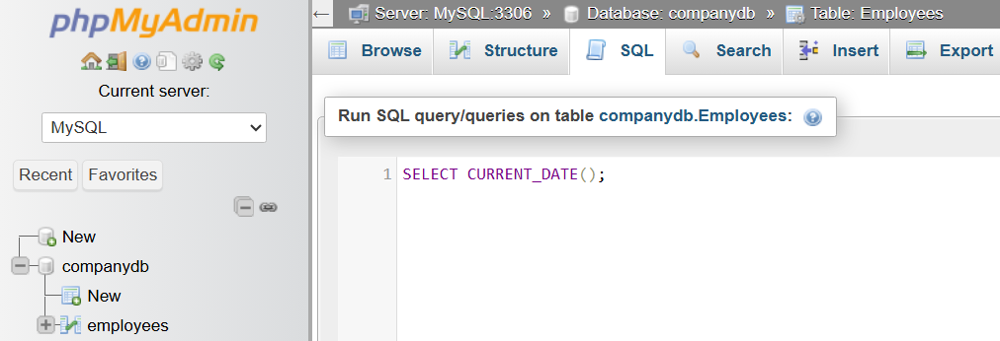 phpMyAdmin
Current server:
MySQL
Recent Favorites
New
companydb
New
employees
Server: MySQL:3306 » Database: companydb » Table: Employees
Browse Structure SQL Search Insert Export
Run SQL query/queries on table companydb.Employees:
1 SELECT CURRENT_DATE();